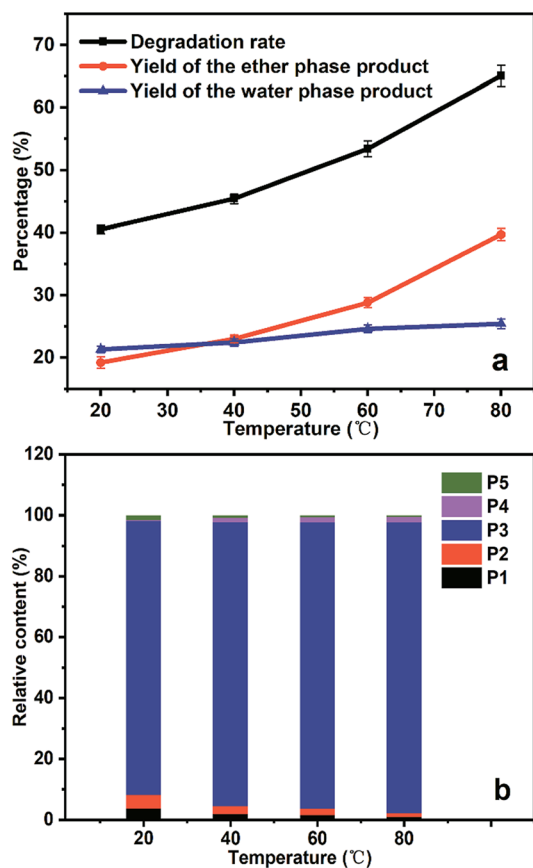 70
60
50
40
30
20
Percentage (%)
Degradation rate
Yield of the ether phase product
Yield of the water phase product
a
20 30 40 50 60 70 80
Temperature (℃)
120
100
80
60
40
20
0
Relative content (%)
P5
P4
P3
P2
P1
b
20 40 60 80
Temperature (℃)